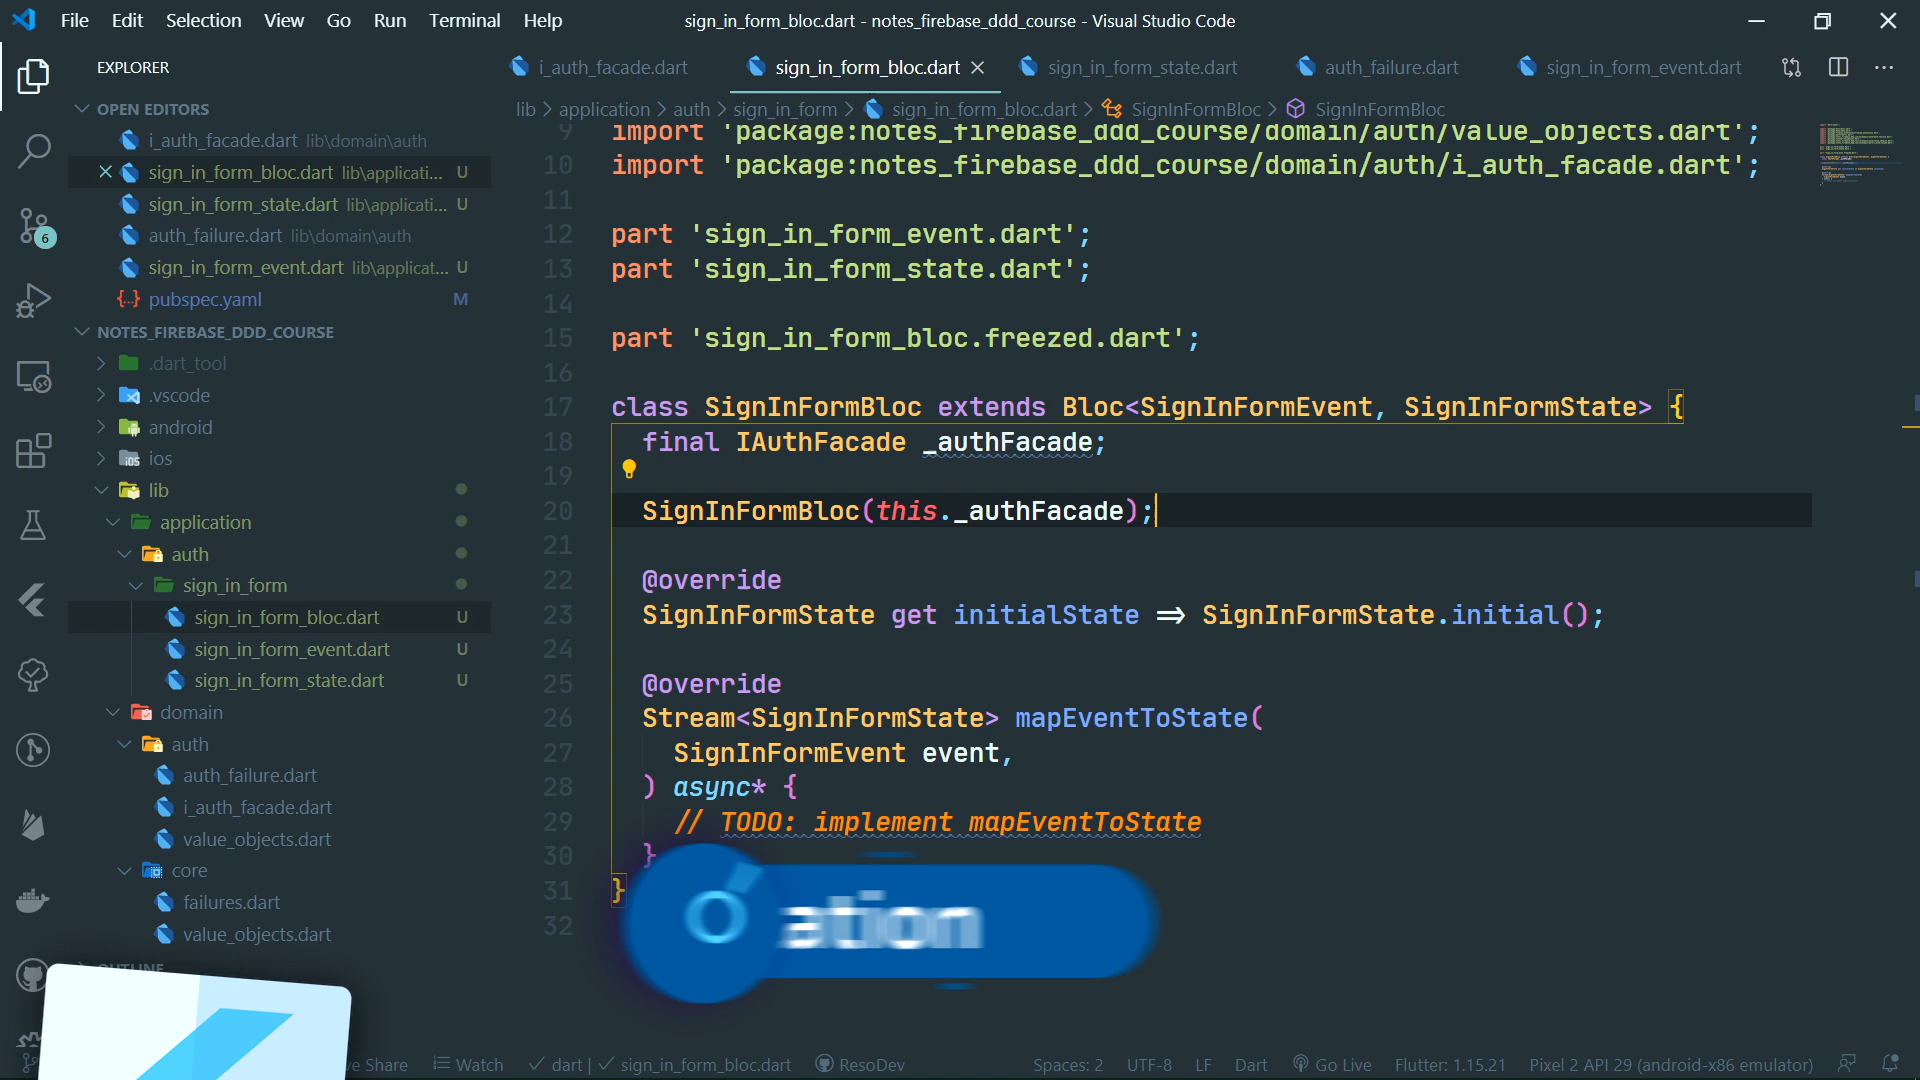 File Edit Selection View Go Run Terminal Help
sign_in_form_bloc.dart - notes_firebase_ddd_course - Visual Studio Code
EXPLORER
i_auth_facade.dart
sign_in_form_bloc.dart
sign_in_form_state.dart
auth_failure.dart
sign_in_form_event.dart
OPEN EDITORS
i_auth_facade.dart lib\domain\auth
sign_in_form_bloc.dart lib\applicati... U
sign_in_form_state.dart lib\applicati... U
auth_failure.dart lib\domain\auth
sign_in_form_event.dart lib\applicat... U
pubspec.yaml M
6
NOTES_FIREBASE_DDD_COURSE
.dart_tool
.vscode
android
ios
lib
application
auth
sign_in_form
sign_in_form_bloc.dart U
sign_in_form_event.dart U
sign_in_form_state.dart U
domain
auth
auth_failure.dart
i_auth_facade.dart
value_objects.dart
core
failures.dart
value_objects.dart
OUTLINE
lib > application > auth > sign_in_form > sign_in_form_bloc.dart > SignInFormBloc > SignInFormBloc
9 import 'package:notes_firebase_ddd_course/domain/auth/value_objects.dart';
10 import 'package:notes_firebase_ddd_course/domain/auth/i_auth_facade.dart';
11
12 part 'sign_in_form_event.dart';
13 part 'sign_in_form_state.dart';
14
15 part 'sign_in_form_bloc.freezed.dart';
16
17 class SignInFormBloc extends Bloc<SignInFormEvent, SignInFormState> {
18 final IAuthFacade _authFacade;
19
20 SignInFormBloc(this._authFacade);
21
22 @override
23 SignInFormState get initialState => SignInFormState.initial();
24
25 @override
26 Stream<SignInFormState> mapEventToState(
27 SignInFormEvent event,
28 ) async* {
29 // TODO: implement mapEventToState
30 }
31 }
32
ation
ve Share Watch dart | sign_in_form_bloc.dart ResoDev Spaces: 2 UTF-8 LF Dart Go Live Flutter: 1.15.21 Pixel 2 API 29 (android-x86 emulator)